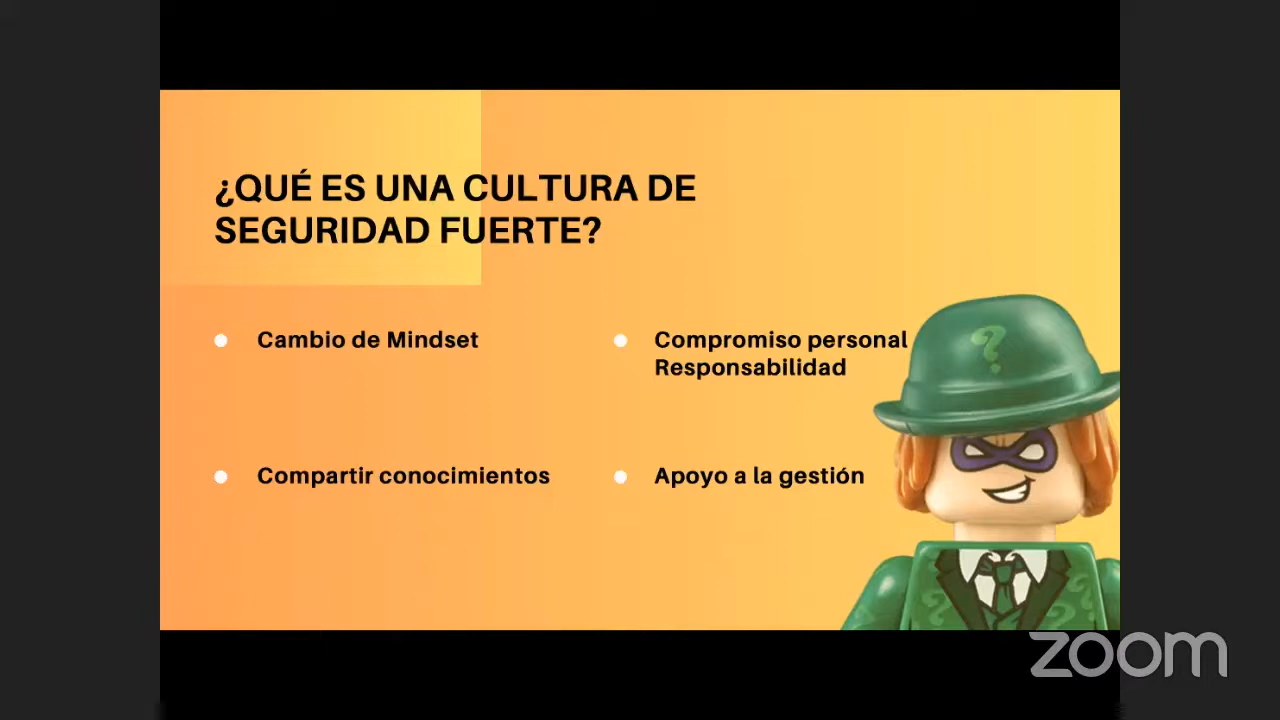 ¿QUÉ ES UNA CULTURA DE
SEGURIDAD FUERTE?
Cambio de Mindset
Compromiso personal
Responsabilidad
Compartir conocimientos
Apoyo a la gestión
?
zoom